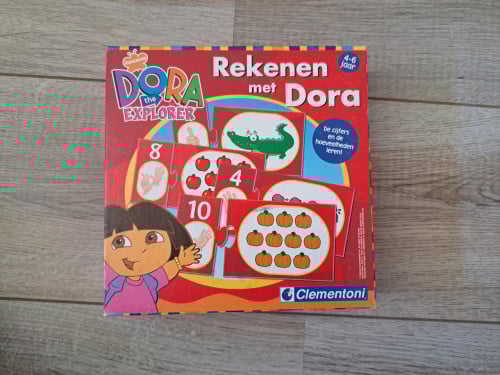 nickelodeon
DORA
the
EXPLORER
Rekenen
met Dora
4-6
jaar
De cijfers
en de
hoeveelheden
leren!
8
4
10
Clementoni